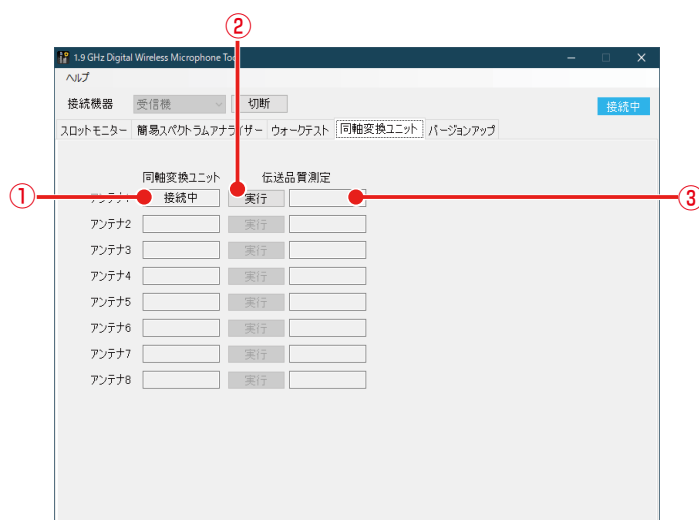 ②
1.9 GHz Digital Wireless Microphone To
ヘルプ
接続機器 受信機 切断 接続中
スロットモニター 簡易スペクトラムアナライザー ウォークテスト 同軸変換ユニット バージョンアップ
同軸変換ユニット 伝送品質測定
① 接続中 実行 ③
アンテナ2 実行
アンテナ3 実行
アンテナ4 実行
アンテナ5 実行
アンテナ6 実行
アンテナ7 実行
アンテナ8 実行